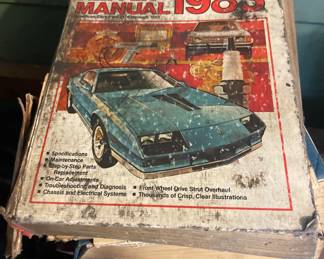 MANUAL 1983
Specifications
Maintenance
Step-by-Step Parts
Replacement
On-Car Adjustments
Troubleshooting and Diagnosis
Chassis and Electrical Systems
Front Wheel Drive Strut Overhaul
Thousands of Crisp, Clear Illustrations